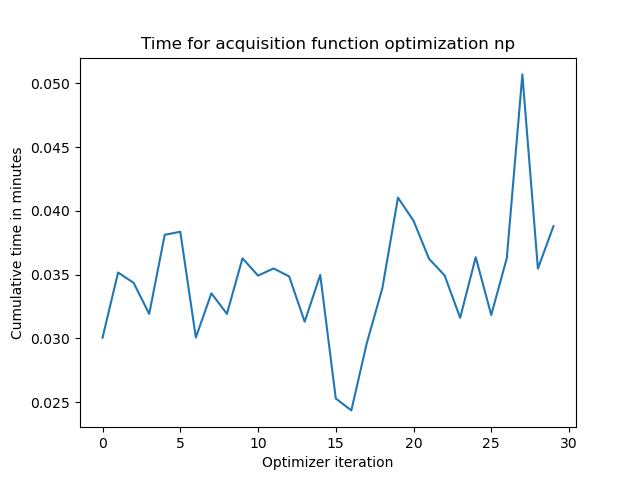 Time for acquisition function optimization np
Cumulative time in minutes
0.050
0.045
0.040
0.035
0.030
0.025
0 5 10 15 20 25 30
Optimizer iteration